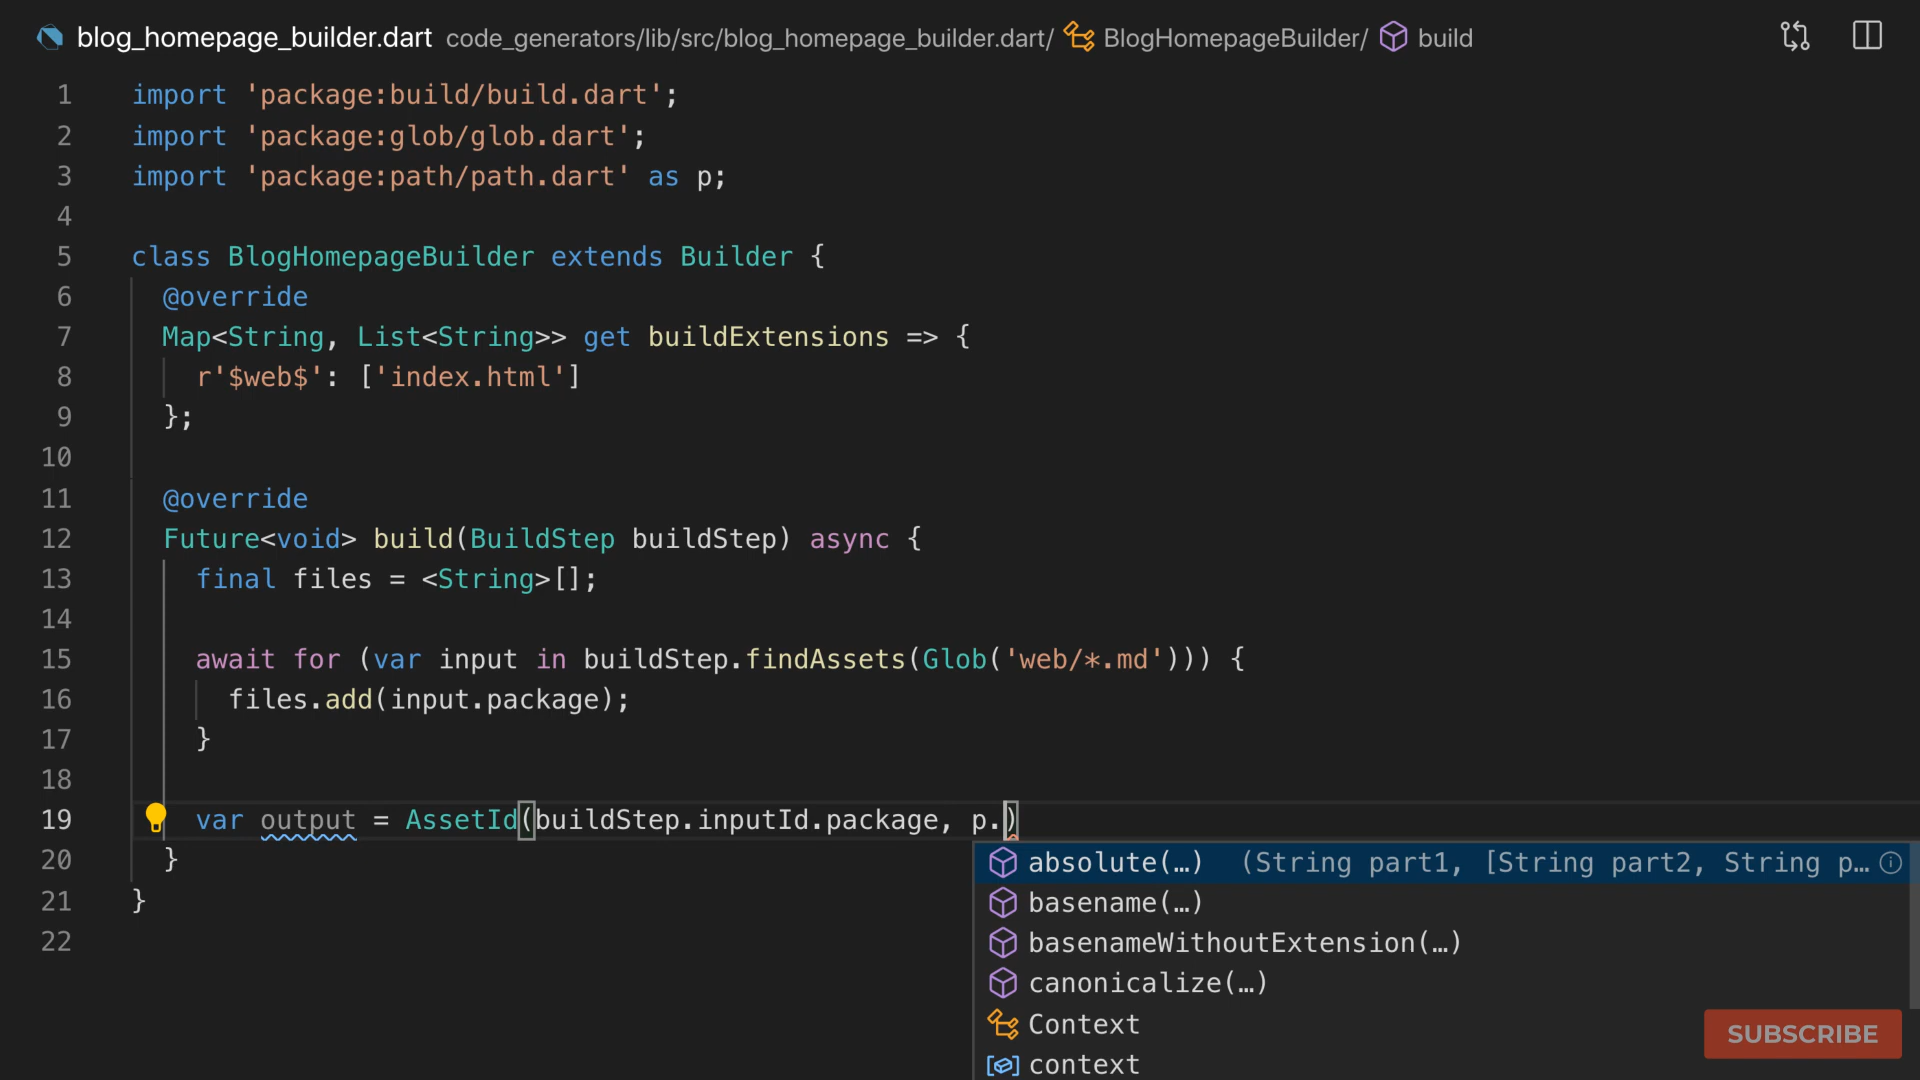 blog_homepage_builder.dart code_generators/lib/src/blog_homepage_builder.dart/ BlogHomepageBuilder/ build
1 import 'package:build/build.dart';
2 import 'package:glob/glob.dart';
3 import 'package:path/path.dart' as p;
4
5 class BlogHomepageBuilder extends Builder {
6 @override
7 Map<String, List<String>> get buildExtensions => {
8 r'$web$': ['index.html']
9 };
10
11 @override
12 Future<void> build(BuildStep buildStep) async {
13 final files = <String>[];
14
15 await for (var input in buildStep.findAssets(Glob('web/*.md'))) {
16 files.add(input.package);
17 }
18
19 var output = AssetId(buildStep.inputId.package, p.)
20 }
21 }
22
absolute(…) (String part1, [String part2, String p…
basename(…)
basenameWithoutExtension(…)
canonicalize(…)
Context
context
SUBSCRIBE